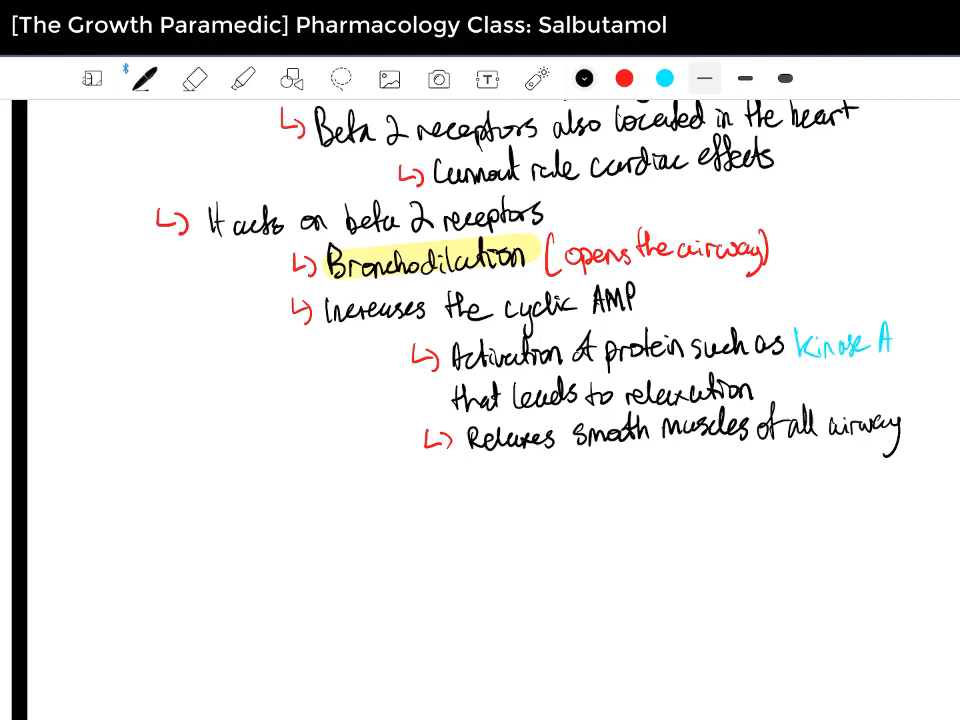 [The Growth Paramedic] Pharmacology Class: Salbutamol
↳ Beta 2 receptors also located in the heart
↳ Cannot rule cardiac effects
↳ It acts on beta 2 receptors
↳ Bronchodilation (opens the airway)
↳ Increases the cyclic AMP
↳ Activation of protein such as kinase A
that leads to relaxation
↳ Relaxes smooth muscles of all airway